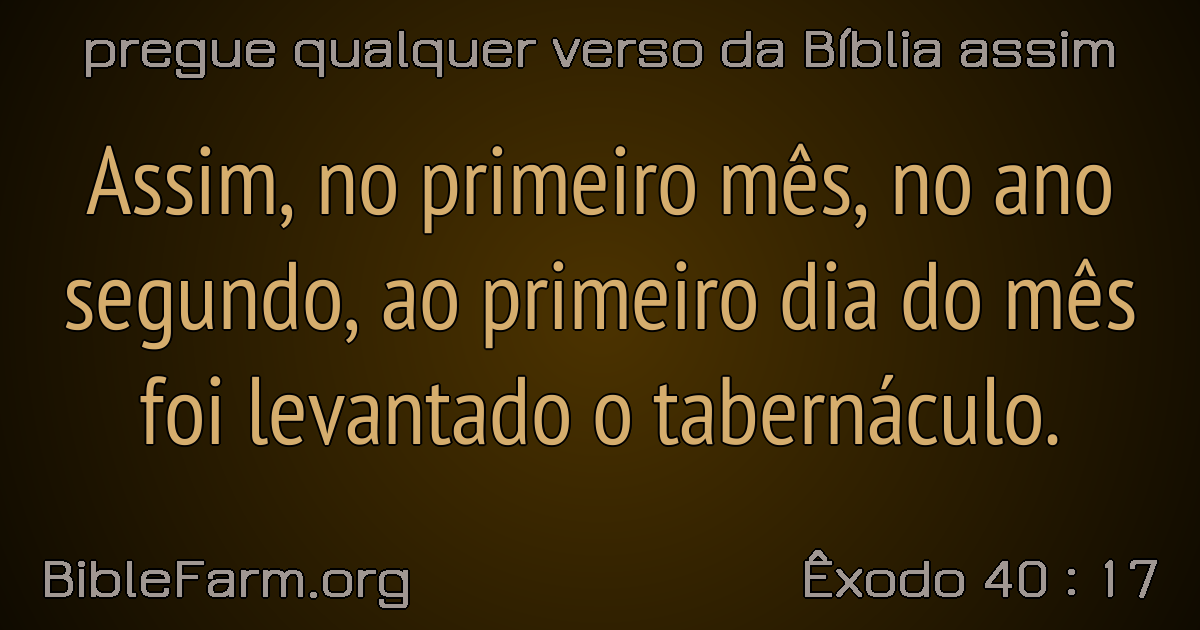 pregue qualquer verso da Bíblia assim
Assim, no primeiro mês, no ano
segundo, ao primeiro dia do mês
foi levantado o tabernáculo.
BibleFarm.org
Êxodo 40 : 17